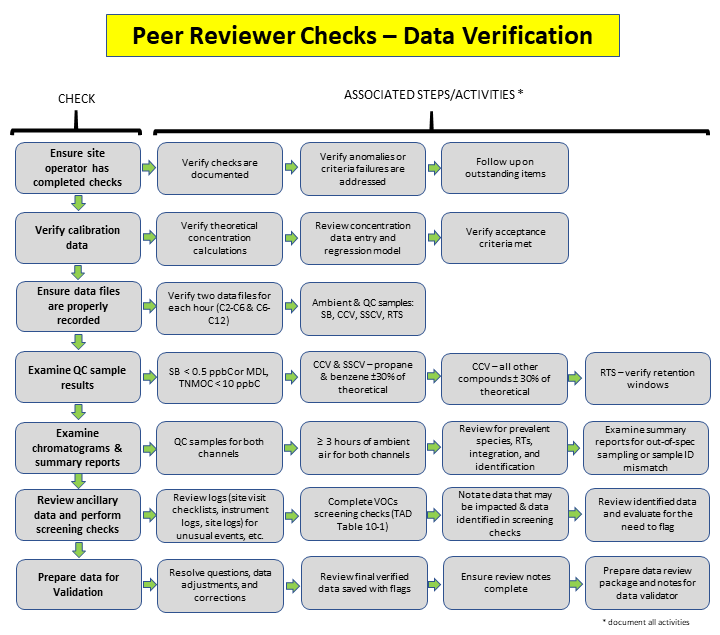 Peer Reviewer Checks – Data Verification
CHECK
ASSOCIATED STEPS/ACTIVITIES *
Ensure site
operator has
completed checks
Verify checks are
documented
Verify anomalies or
criteria failures are
addressed
Follow up on
outstanding items
Verify calibration
data
Verify theoretical
concentration
calculations
Review concentration
data entry and
regression model
Verify acceptance
criteria met
Ensure data files
are properly
recorded
Verify two data files for
each hour (C2-C6 & C6-
C12)
Ambient & QC samples:
SB, CCV, SSCV, RTS
Examine QC sample
results
SB < 0.5 ppbC or MDL,
TNMOC < 10 ppbC
CCV & SSCV – propane
& benzene ±30% of
theoretical
CCV – all other
compounds ± 30% of
theoretical
RTS – verify retention
windows
Examine
chromatograms &
summary reports
QC samples for both
channels
≥ 3 hours of ambient
air for both channels
Review for prevalent
species, RTs,
integration, and
identification
Examine summary
reports for out-of-spec
sampling or sample ID
mismatch
Review ancillary
data and perform
screening checks
Review logs (site visit
checklists, instrument
logs, site logs) for
unusual events, etc.
Complete VOCs
screening checks (TAD
Table 10-1)
Notate data that may
be impacted & data
identified in screening
checks
Review identified data
and evaluate for the
need to flag
Prepare data for
Validation
Resolve questions, data
adjustments, and
corrections
Review final verified
data saved with flags
Ensure review notes
complete
Prepare data review
package and notes for
data validator
* document all activities